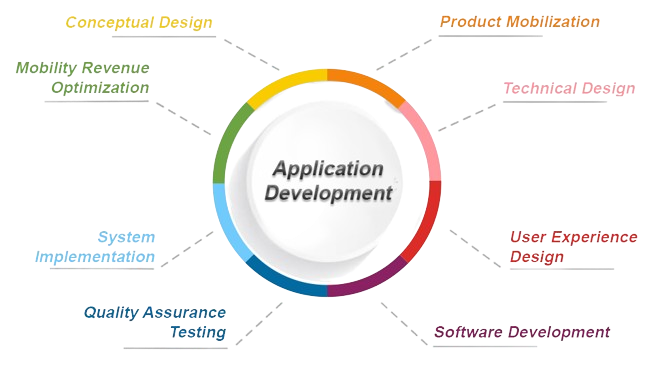 Conceptual Design
Product Mobilization
Mobility Revenue
Optimization
Technical Design
Application
Development
System
Implementation
User Experience
Design
Quality Assurance
Testing
Software Development